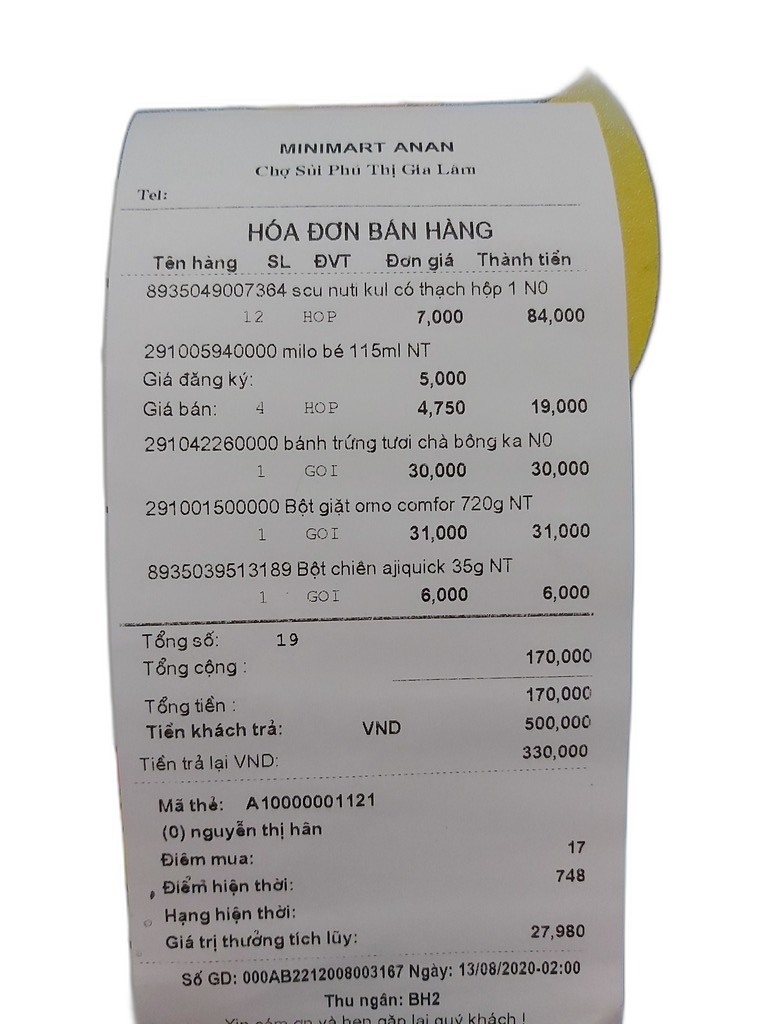 MINIMART ANAN
Chợ Sủi Phú Thị Gia Lâm
Tel:
HÓA ĐƠN BÁN HÀNG
Tên hàng SL ĐVT Đơn giá Thành tiền
8935049007364 scu nuti kul có thạch hộp 1 N0
12 HOP 7,000 84,000
291005940000 milo bé 115ml NT
Giá đăng ký: 5,000
Giá bán: 4 HOP 4,750 19,000
291042260000 bánh trứng tươi chà bông ka N0
1 GOI 30,000 30,000
291001500000 Bột giặt omo comfor 720g NT
1 GOI 31,000 31,000
8935039513189 Bột chiên ajiquick 35g NT
1 GOI 6,000 6,000
Tổng số: 19
Tổng cộng : 170,000
Tổng tiền : 170,000
Tiền khách trả: VND 500,000
Tiền trả lại VND: 330,000
Mã thẻ: A10000001121
(0) nguyễn thị hân
Điểm mua: 17
Điểm hiện thời: 748
Hạng hiện thời:
Giá trị thưởng tích lũy: 27,980
Số GD: 000AB2212008003167 Ngày: 13/08/2020-02:00
Thu ngân: BH2
Xin cám ơn và hẹn gặp lại quý khách !